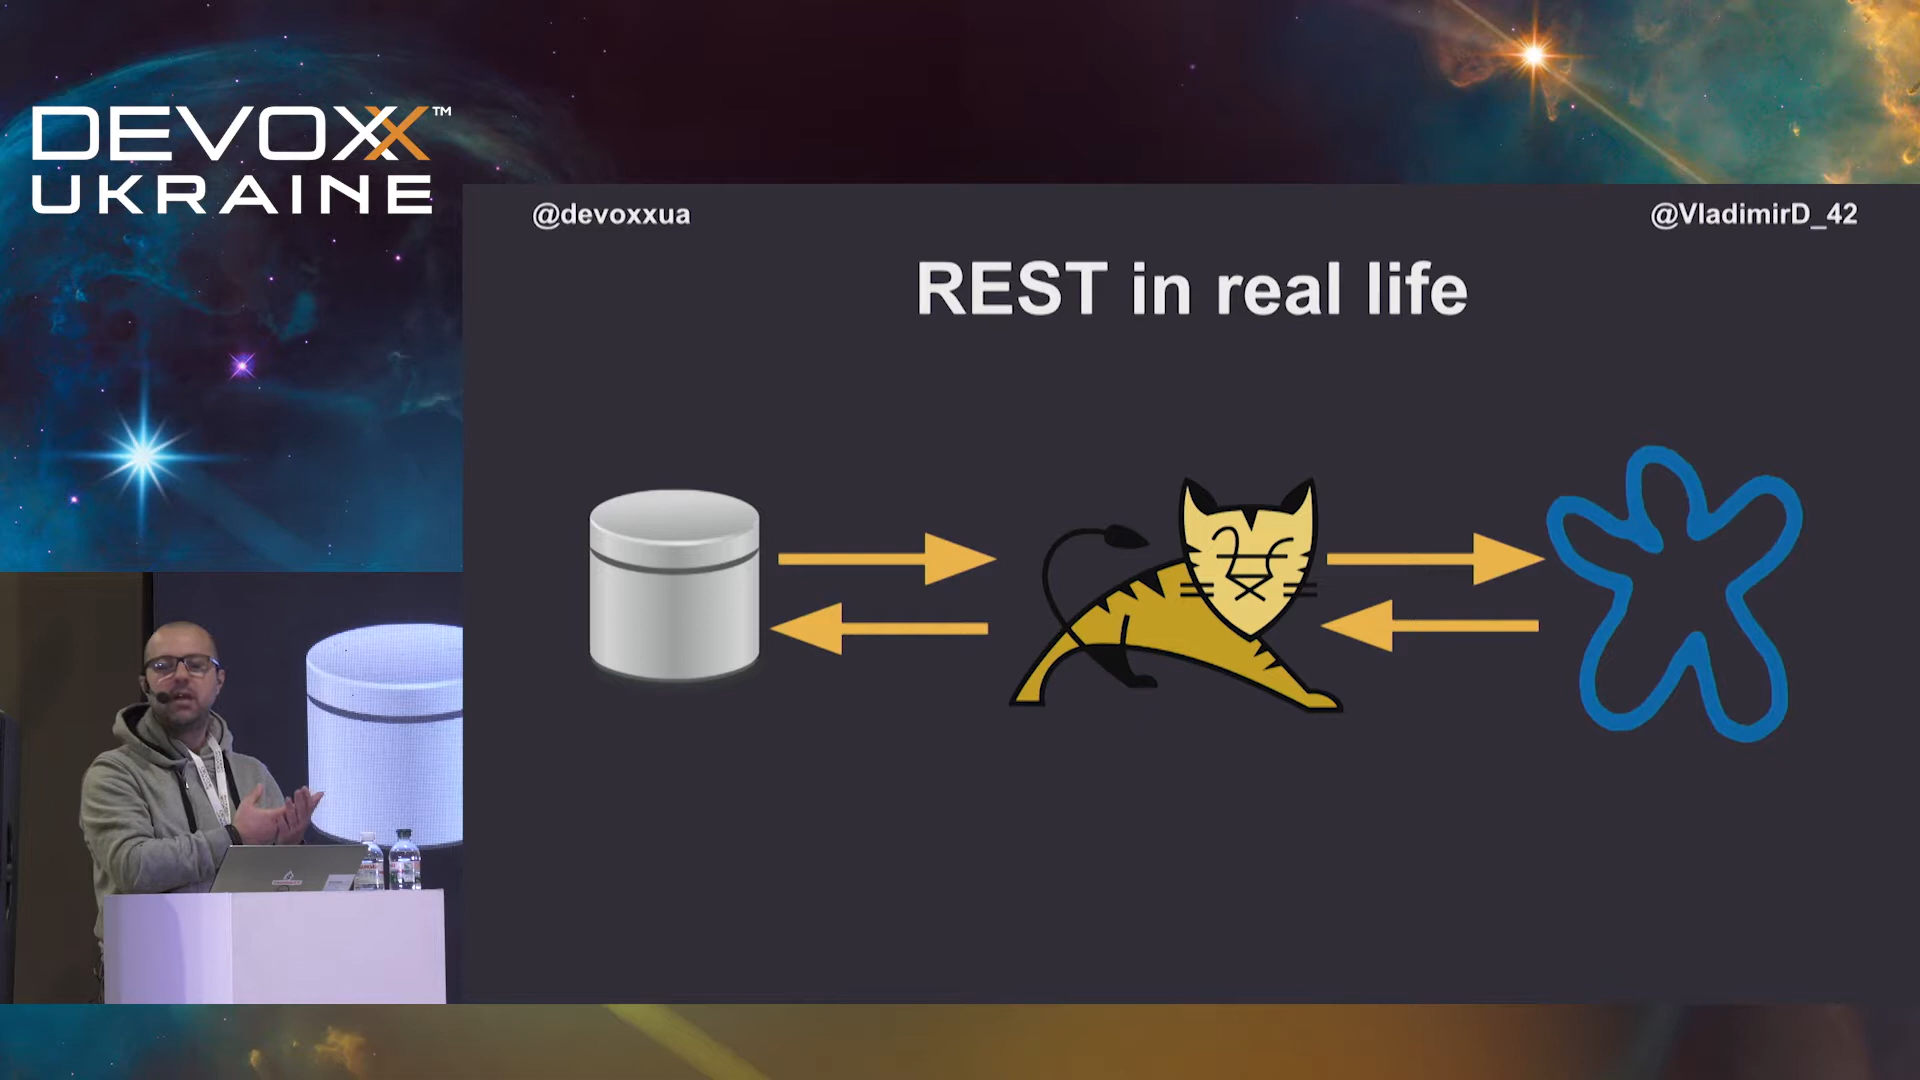 DEVOXX™
UKRAINE
@devoxxua
@VladimirD_42
REST in real life